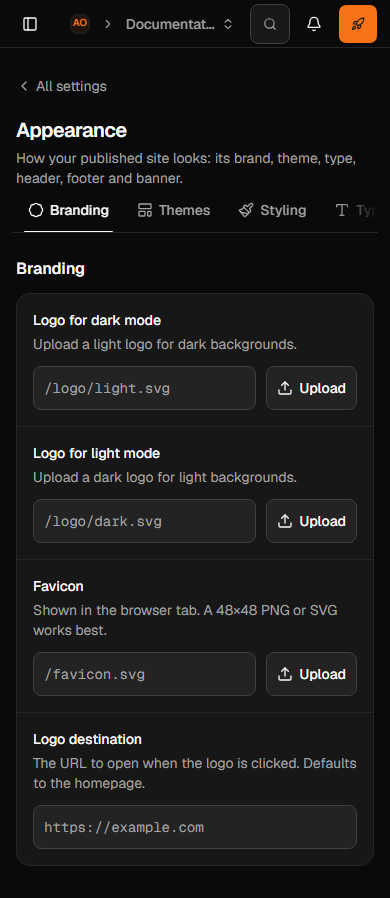 AO
Documentat...
All settings
Appearance
How your published site looks: its brand, theme, type,
header, footer and banner.
Branding
Themes
Styling
Typ
Branding
Logo for dark mode
Upload a light logo for dark backgrounds.
/logo/light.svg
Upload
Logo for light mode
Upload a dark logo for light backgrounds.
/logo/dark.svg
Upload
Favicon
Shown in the browser tab. A 48×48 PNG or SVG
works best.
/favicon.svg
Upload
Logo destination
The URL to open when the logo is clicked. Defaults
to the homepage.
https://example.com